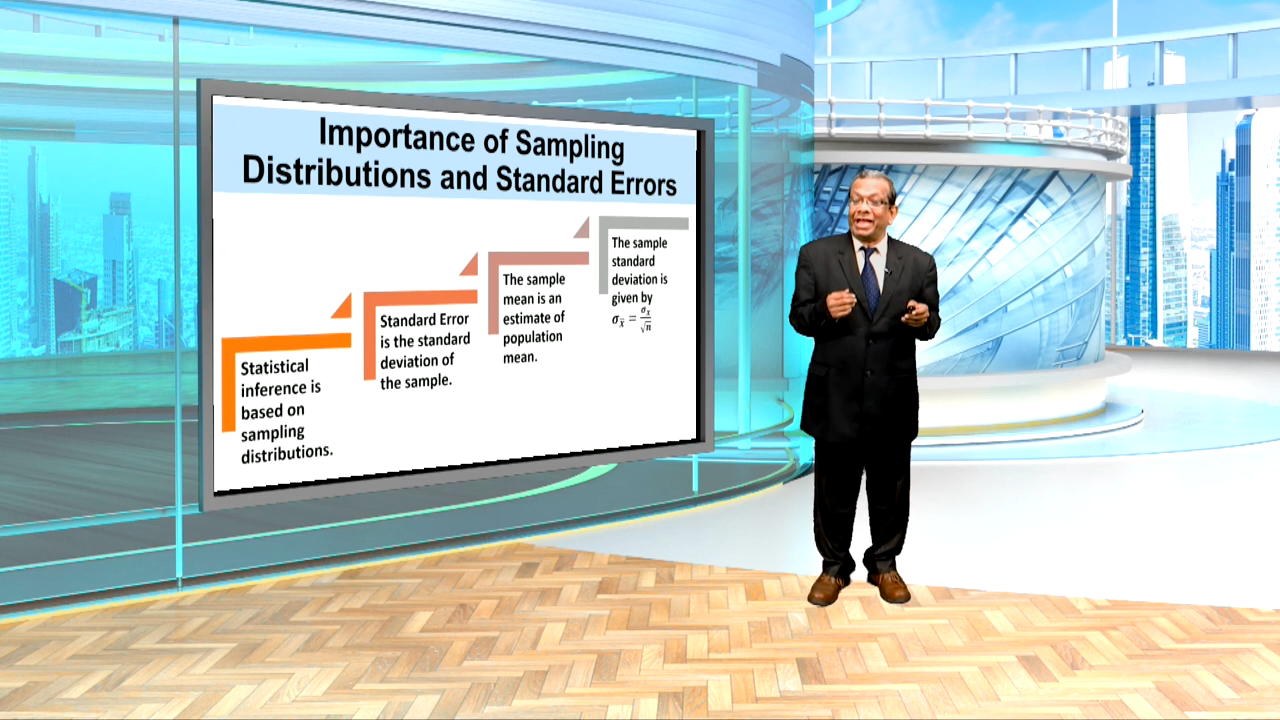 Importance of Sampling
Distributions and Standard Errors
Statistical
inference is
based on
sampling
distributions.
Standard Error
is the standard
deviation of
the sample.
The sample
mean is an
estimate of
population
mean.
The sample
standard
deviation is
given by
σx̄ = σx/√n